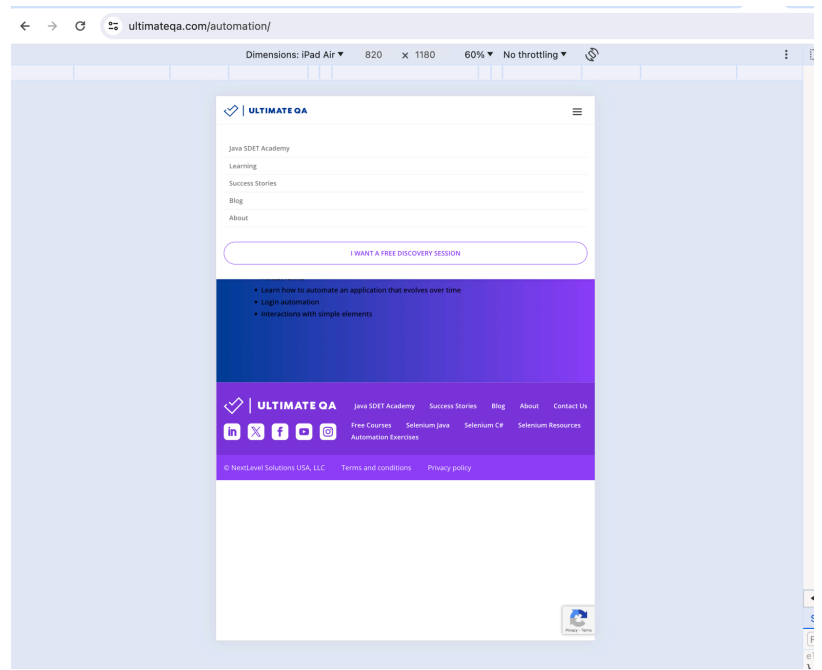 ultimateqa.com/automation/
Dimensions: iPad Air ▼ 820 x 1180 60% ▼ No throttling ▼
ULTIMATE QA
Java SDET Academy
Learning
Success Stories
Blog
About
I WANT A FREE DISCOVERY SESSION
Learn how to automate an application that evolves over time
Login automation
Interactions with simple elements
ULTIMATE QA
Java SDET Academy Success Stories Blog About Contact Us
Free Courses Selenium Java Selenium C# Selenium Resources
Automation Exercises
© NextLevel Solutions USA, LLC Terms and conditions Privacy policy
Privacy - Terms